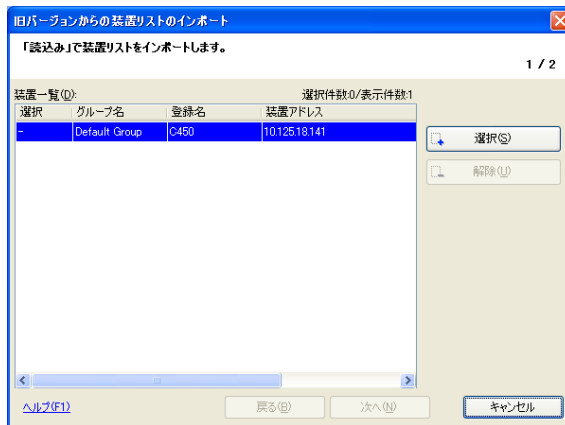 旧バージョンからの装置リストのインポート
「読込み」で装置リストをインポートします。
1 / 2
装置一覧(D): 選択件数:0/表示件数:1
選択 グループ名 登録名 装置アドレス
- Default Group C450 10.125.18.141
選択(S)
解除(U)
ヘルプ(F1) 戻る(B) 次へ(N) キャンセル